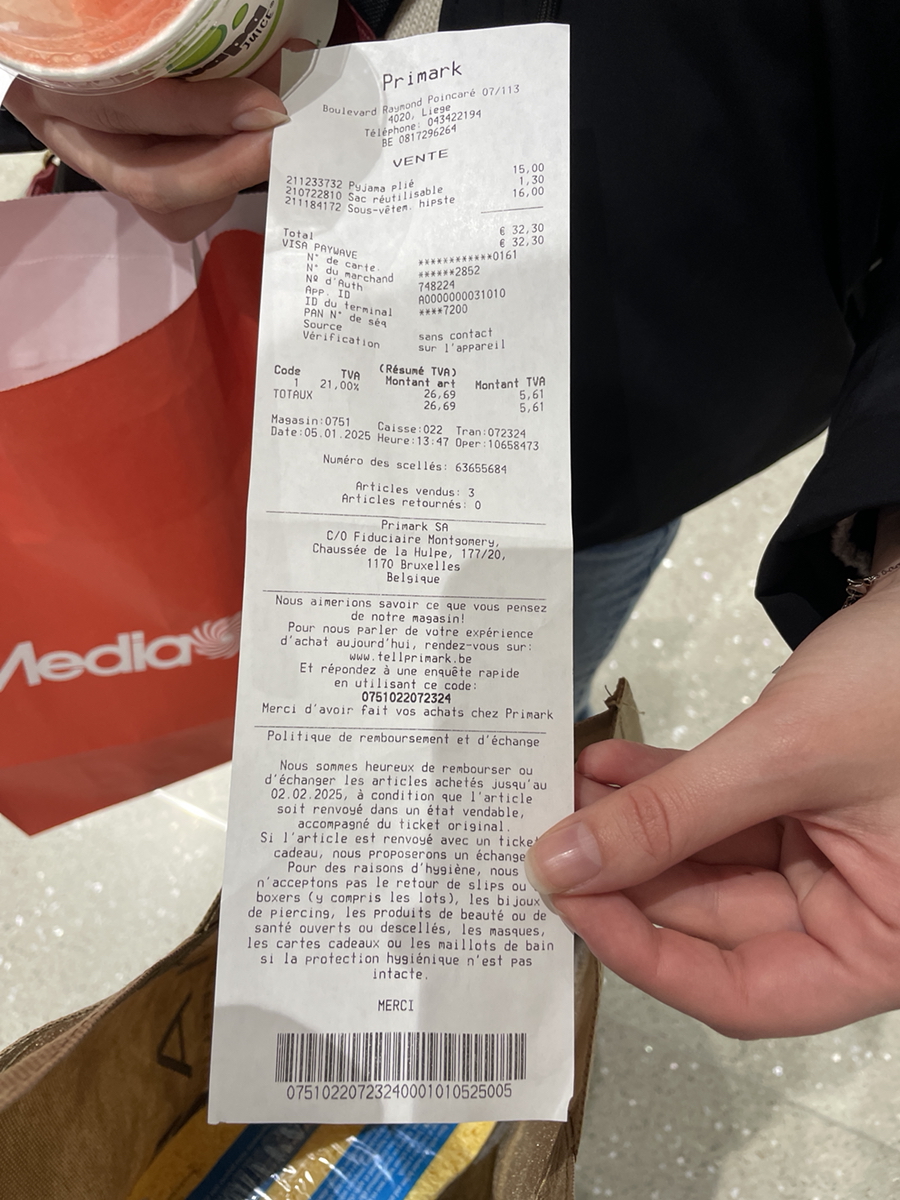 JUICE
Primark
Boulevard Raymond Poincaré 07/113
4020, Liege
Téléphone: 043422194
BE 0817296264
VENTE
211233732 Pyjama plié 15,00
210722810 Sac réutilisable 1,30
211184172 Sous-vêtem. hipste 16,00
Total € 32,30
VISA PAYWAVE € 32,30
N° de carte. ************0161
N° du marchand ******2852
Nº d'Auth 748224
App. ID A0000000031010
ID du terminal ****7200
PAN N° de séq
Source sans contact
Vérification sur l'appareil
(Résumé TVA)
Code TVA Montant art Montant TVA
1 21,00% 26,69 5,61
TOTAUX 26,69 5,61
Magasin:0751 Caisse:022 Tran:072324
Date:05.01.2025 Heure:13:47 Oper:10658473
Numéro des scellés: 63655684
Articles vendus: 3
Articles retournés: 0
Primark SA
C/O Fiduciaire Montgomery,
Chaussée de la Hulpe, 177/20,
1170 Bruxelles
Belgique
Nous aimerions savoir ce que vous pensez
de notre magasin!
Pour nous parler de votre expérience
d'achat aujourd'hui, rendez-vous sur:
www.tellprimark.be
Et répondez à une enquête rapide
en utilisant ce code:
0751022072324
Merci d'avoir fait vos achats chez Primark
Politique de remboursement et d'échange
Nous sommes heureux de rembourser ou
d'échanger les articles achetés jusqu'au
02.02.2025, à condition que l'article
soit renvoyé dans un état vendable,
accompagné du ticket original.
Si l'article est renvoyé avec un ticket
cadeau, nous proposerons un échange
Pour des raisons d'hygiène, nous
n'acceptons pas le retour de slips ou
boxers (y compris les lots), les bijoux
de piercing, les produits de beauté ou de
santé ouverts ou descellés, les masques,
les cartes cadeaux ou les maillots de bain
si la protection hygiénique n'est pas
intacte.
MERCI
07510220723240001010525005
Media